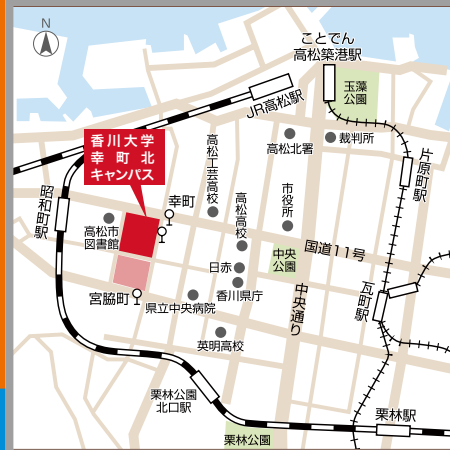 N
ことでん
高松築港駅
玉藻
公園
JR高松駅
裁判所
高松北署
香川大学
幸町北
キャンパス
高松工芸高校
片原町駅
昭和町駅
幸町
高松高校
市役所
高松市
図書館
国道11号
中央
公園
日赤
香川県庁
宮脇町
県立中央病院
中央通り
瓦町駅
英明高校
栗林公園
北口駅
栗林駅
栗林公園